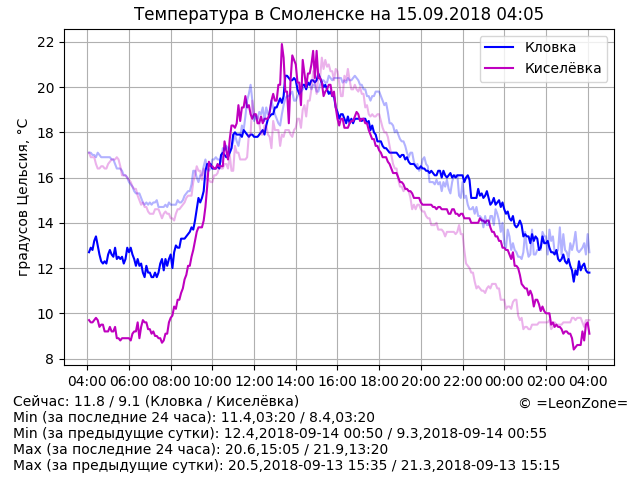 Температура в Смоленске на 15.09.2018 04:05
Кловка
Киселёвка
градусов Цельсия, °C
22
20
18
16
14
12
10
8
04:00 06:00 08:00 10:00 12:00 14:00 16:00 18:00 20:00 22:00 00:00 02:00 04:00
Сейчас: 11.8 / 9.1 (Кловка / Киселёвка)
© =LeonZone=
Min (за последние 24 часа): 11.4,03:20 / 8.4,03:20
Min (за предыдущие сутки): 12.4,2018-09-14 00:50 / 9.3,2018-09-14 00:55
Max (за последние 24 часа): 20.6,15:05 / 21.9,13:20
Max (за предыдущие сутки): 20.5,2018-09-13 15:35 / 21.3,2018-09-13 15:15